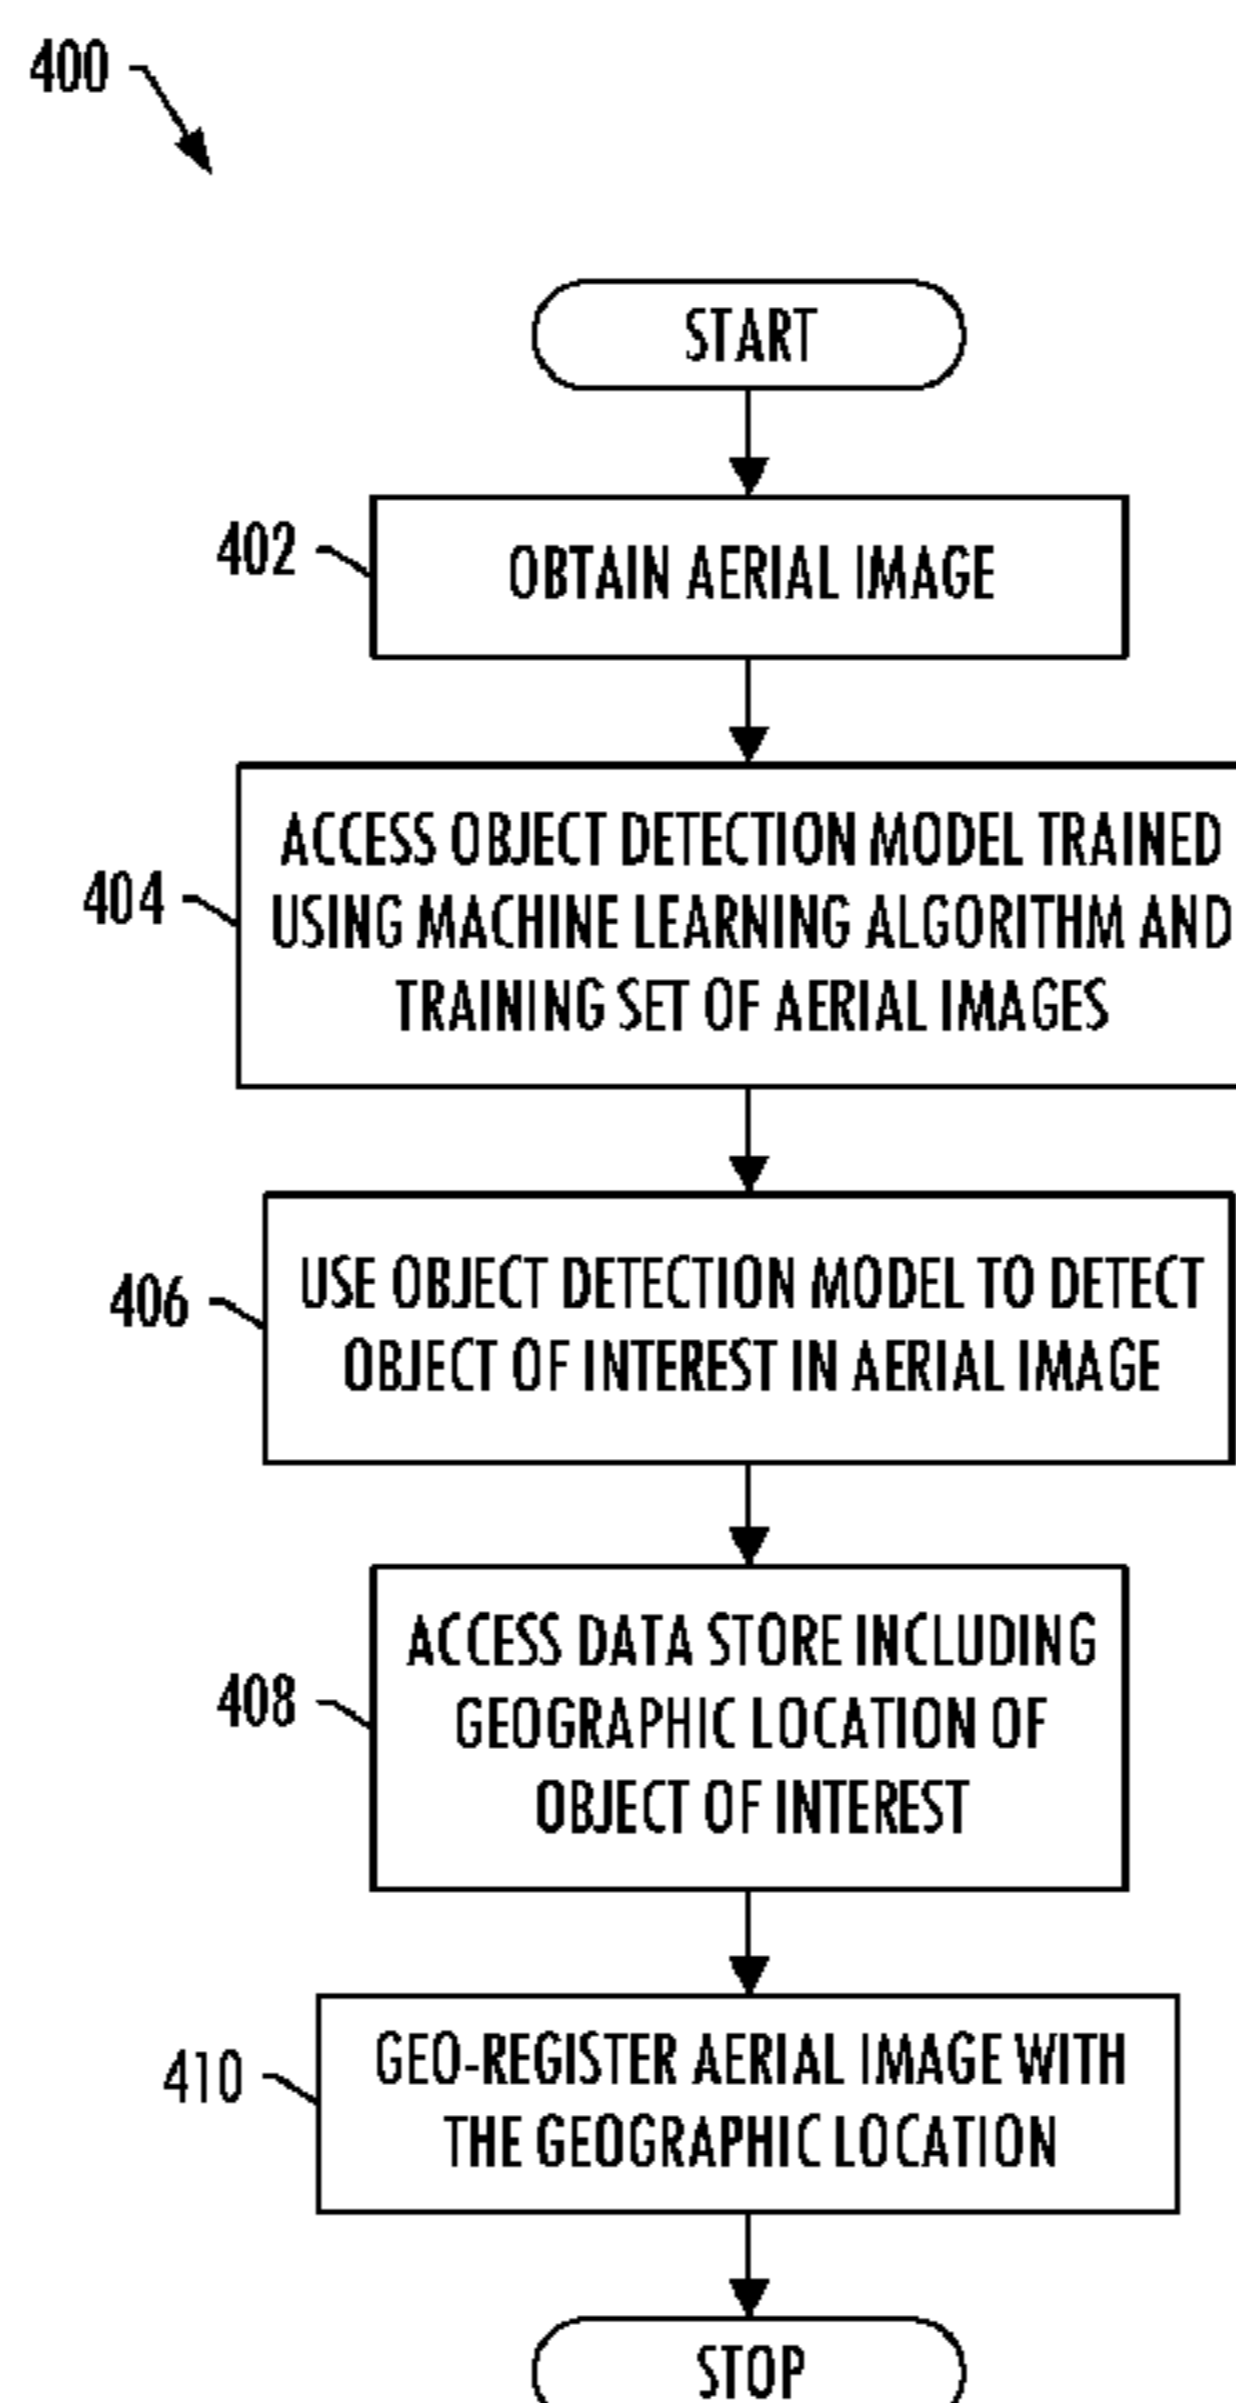 400
START
402
OBTAIN AERIAL IMAGE
404
ACCESS OBJECT DETECTION MODEL TRAINED
USING MACHINE LEARNING ALGORITHM AND
TRAINING SET OF AERIAL IMAGES
406
USE OBJECT DETECTION MODEL TO DETECT
OBJECT OF INTEREST IN AERIAL IMAGE
408
ACCESS DATA STORE INCLUDING
GEOGRAPHIC LOCATION OF
OBJECT OF INTEREST
410
GEO-REGISTER AERIAL IMAGE WITH
THE GEOGRAPHIC LOCATION
STOP